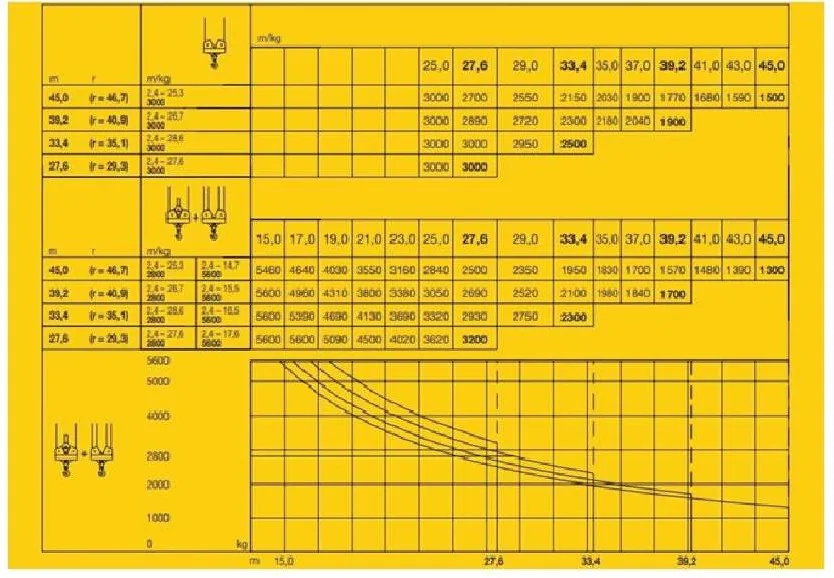 m/kg
25,0 27,6 29,0 33,4 35,0 37,0 39,2 41,0 43,0 45,0
m r m/kg
45,0 (r = 46,7) 2,4 – 25,3 3000 2700 2550 2150 2030 1900 1770 1680 1590 1500
3000
39,2 (r = 40,9) 2,4 – 26,7 3000 2890 2720 2300 2180 2040 1900
3000
33,4 (r = 35,1) 2,4 – 28,6 3000 3000 2950 2500
3000
27,6 (r = 29,3) 2,4 – 27,6 3000 3000
3000
15,0 17,0 19,0 21,0 23,0 25,0 27,6 29,0 33,4 35,0 37,0 39,2 41,0 43,0 45,0
m r m/kg
45,0 (r = 46,7) 2,4 – 25,3 2,4 – 14,7 5460 4640 4030 3550 3160 2840 2500 2350 1950 1830 1700 1570 1480 1390 1300
2800 5600
39,2 (r = 40,9) 2,4 – 26,7 2,4 – 15,5 5600 4960 4310 3800 3380 3050 2690 2520 2100 1980 1840 1700
2800 5600
33,4 (r = 35,1) 2,4 – 28,6 2,4 – 16,5 5600 5390 4690 4130 3690 3320 2930 2750 2300
2800 5600
27,6 (r = 29,3) 2,4 – 27,6 2,4 – 17,6 5600 5600 5090 4500 4020 3620 3200
2800 5600
5600
5000
4000
+
2800
2000
1000
0 kg
m 15,0 27,6 33,4 39,2 45,0